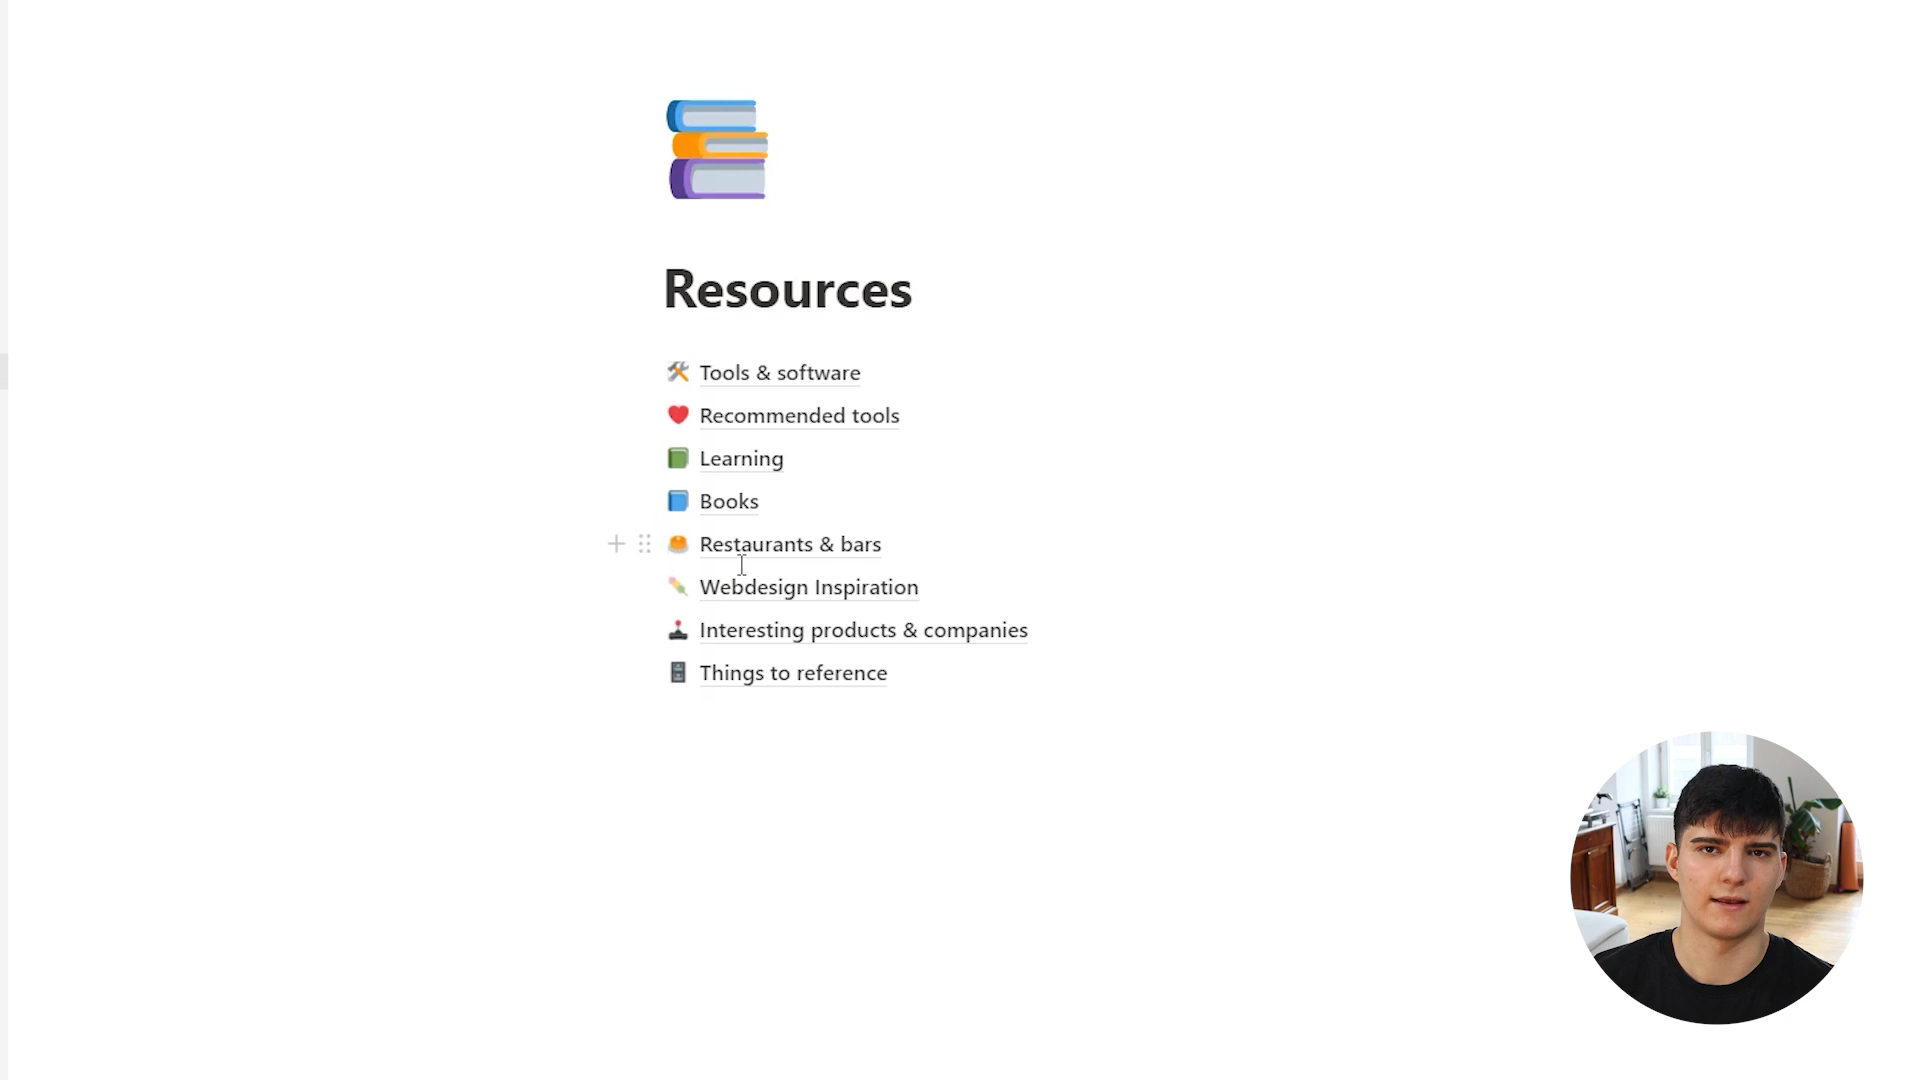 Resources
Tools & software
Recommended tools
Learning
Books
Restaurants & bars
Webdesign Inspiration
Interesting products & companies
Things to reference